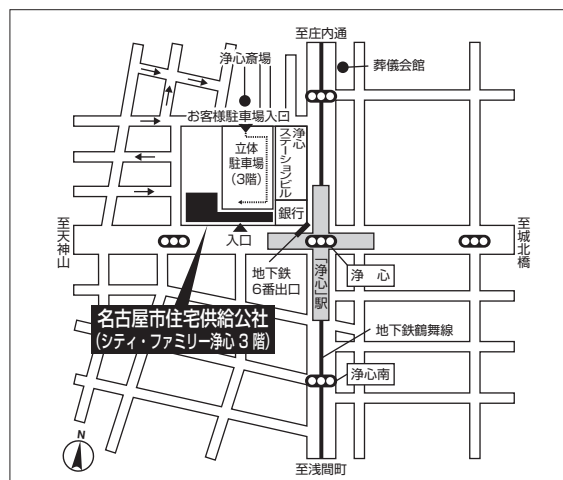 至庄内通
浄心斎場
葬儀会館
お客様駐車場入口
立体
駐車場
(3階)
浄心
ステーションビル
銀行
至天神山
入口
地下鉄
6番出口
「浄心」駅
浄 心
至城北橋
名古屋市住宅供給公社
(シティ・ファミリー浄心 3 階)
地下鉄鶴舞線
浄心南
N
至浅間町